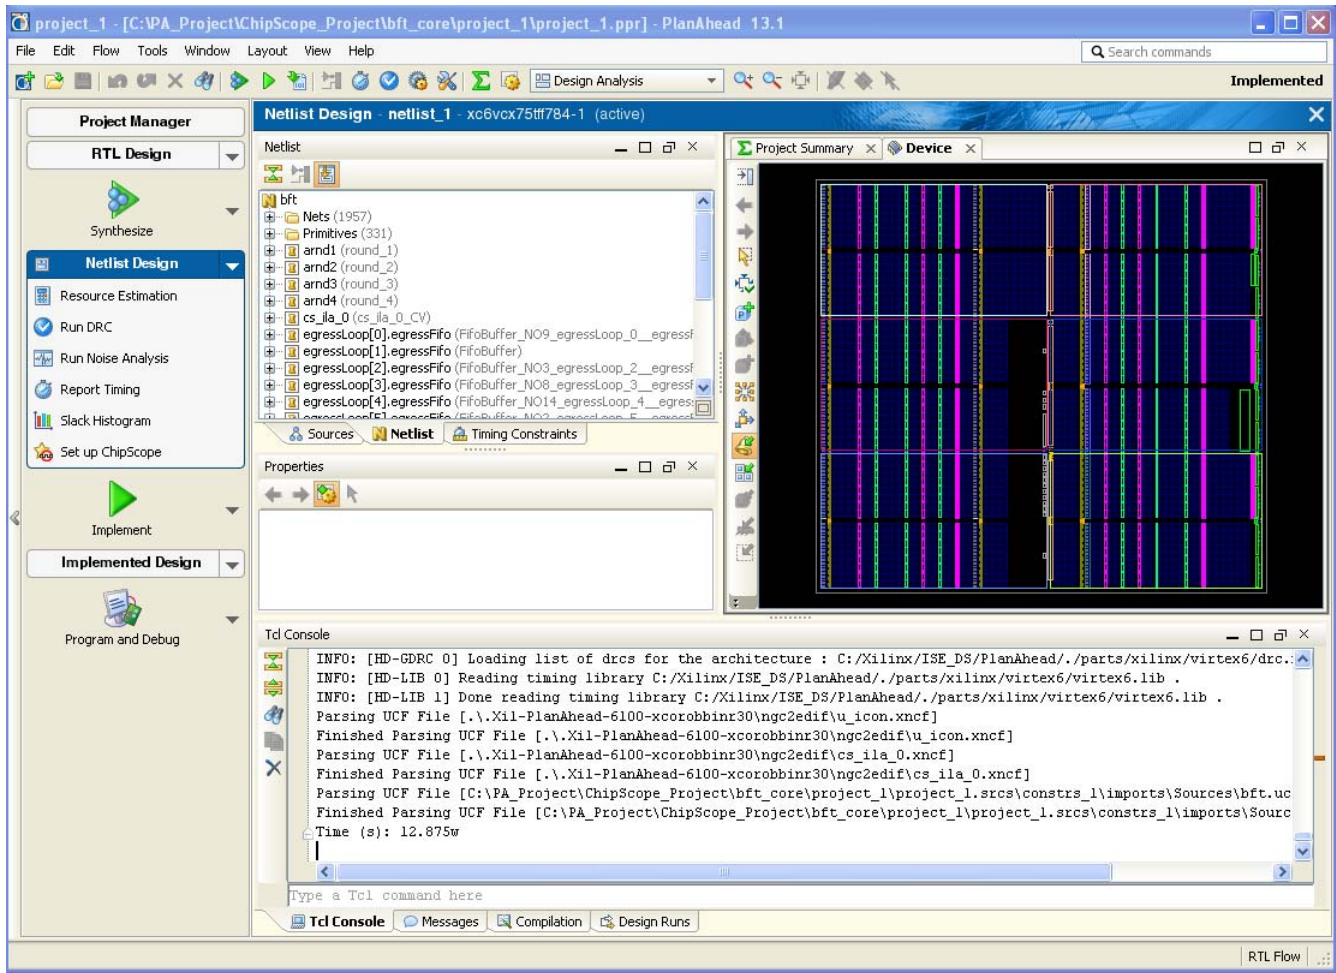 project_1 - [C:\PA_Project\ChipScope_Project\bft_core\project_1\project_1.ppr] - PlanAhead 13.1
File Edit Flow Tools Window Layout View Help
Search commands
Design Analysis
Implemented
Project Manager
RTL Design
Synthesize
Netlist Design
Resource Estimation
Run DRC
Run Noise Analysis
Report Timing
Slack Histogram
Set up ChipScope
Implement
Implemented Design
Program and Debug
Netlist Design - netlist_1 - xc6vcx75tff784-1 (active)
Netlist
bft
Nets (1957)
Primitives (331)
arnd1 (round_1)
arnd2 (round_2)
arnd3 (round_3)
arnd4 (round_4)
cs_ila_0 (cs_ila_0_CV)
egressLoop[0].egressFifo (FifoBuffer_NO9_egressLoop_0__egressF
egressLoop[1].egressFifo (FifoBuffer)
egressLoop[2].egressFifo (FifoBuffer_NO3_egressLoop_2__egressF
egressLoop[3].egressFifo (FifoBuffer_NO8_egressLoop_3__egressF
egressLoop[4].egressFifo (FifoBuffer_NO14_egressLoop_4__egres
Sources Netlist Timing Constraints
Properties
Project Summary Device
Tcl Console
INFO: [HD-GDRC 0] Loading list of drcs for the architecture : C:/Xilinx/ISE_DS/PlanAhead/./parts/xilinx/virtex6/drc.
INFO: [HD-LIB 0] Reading timing library C:/Xilinx/ISE_DS/PlanAhead/./parts/xilinx/virtex6/virtex6.lib .
INFO: [HD-LIB 1] Done reading timing library C:/Xilinx/ISE_DS/PlanAhead/./parts/xilinx/virtex6/virtex6.lib .
Parsing UCF File [.\.Xil-PlanAhead-6100-xcorobbinr30\ngc2edif\u_icon.xncf]
Finished Parsing UCF File [.\.Xil-PlanAhead-6100-xcorobbinr30\ngc2edif\u_icon.xncf]
Parsing UCF File [.\.Xil-PlanAhead-6100-xcorobbinr30\ngc2edif\cs_ila_0.xncf]
Finished Parsing UCF File [.\.Xil-PlanAhead-6100-xcorobbinr30\ngc2edif\cs_ila_0.xncf]
Parsing UCF File [C:\PA_Project\ChipScope_Project\bft_core\project_1\project_1.srcs\constrs_1\imports\Sources\bft.uc
Finished Parsing UCF File [C:\PA_Project\ChipScope_Project\bft_core\project_1\project_1.srcs\constrs_1\imports\Sourc
Time (s): 12.875w
Type a Tcl command here
Tcl Console Messages Compilation Design Runs
RTL Flow